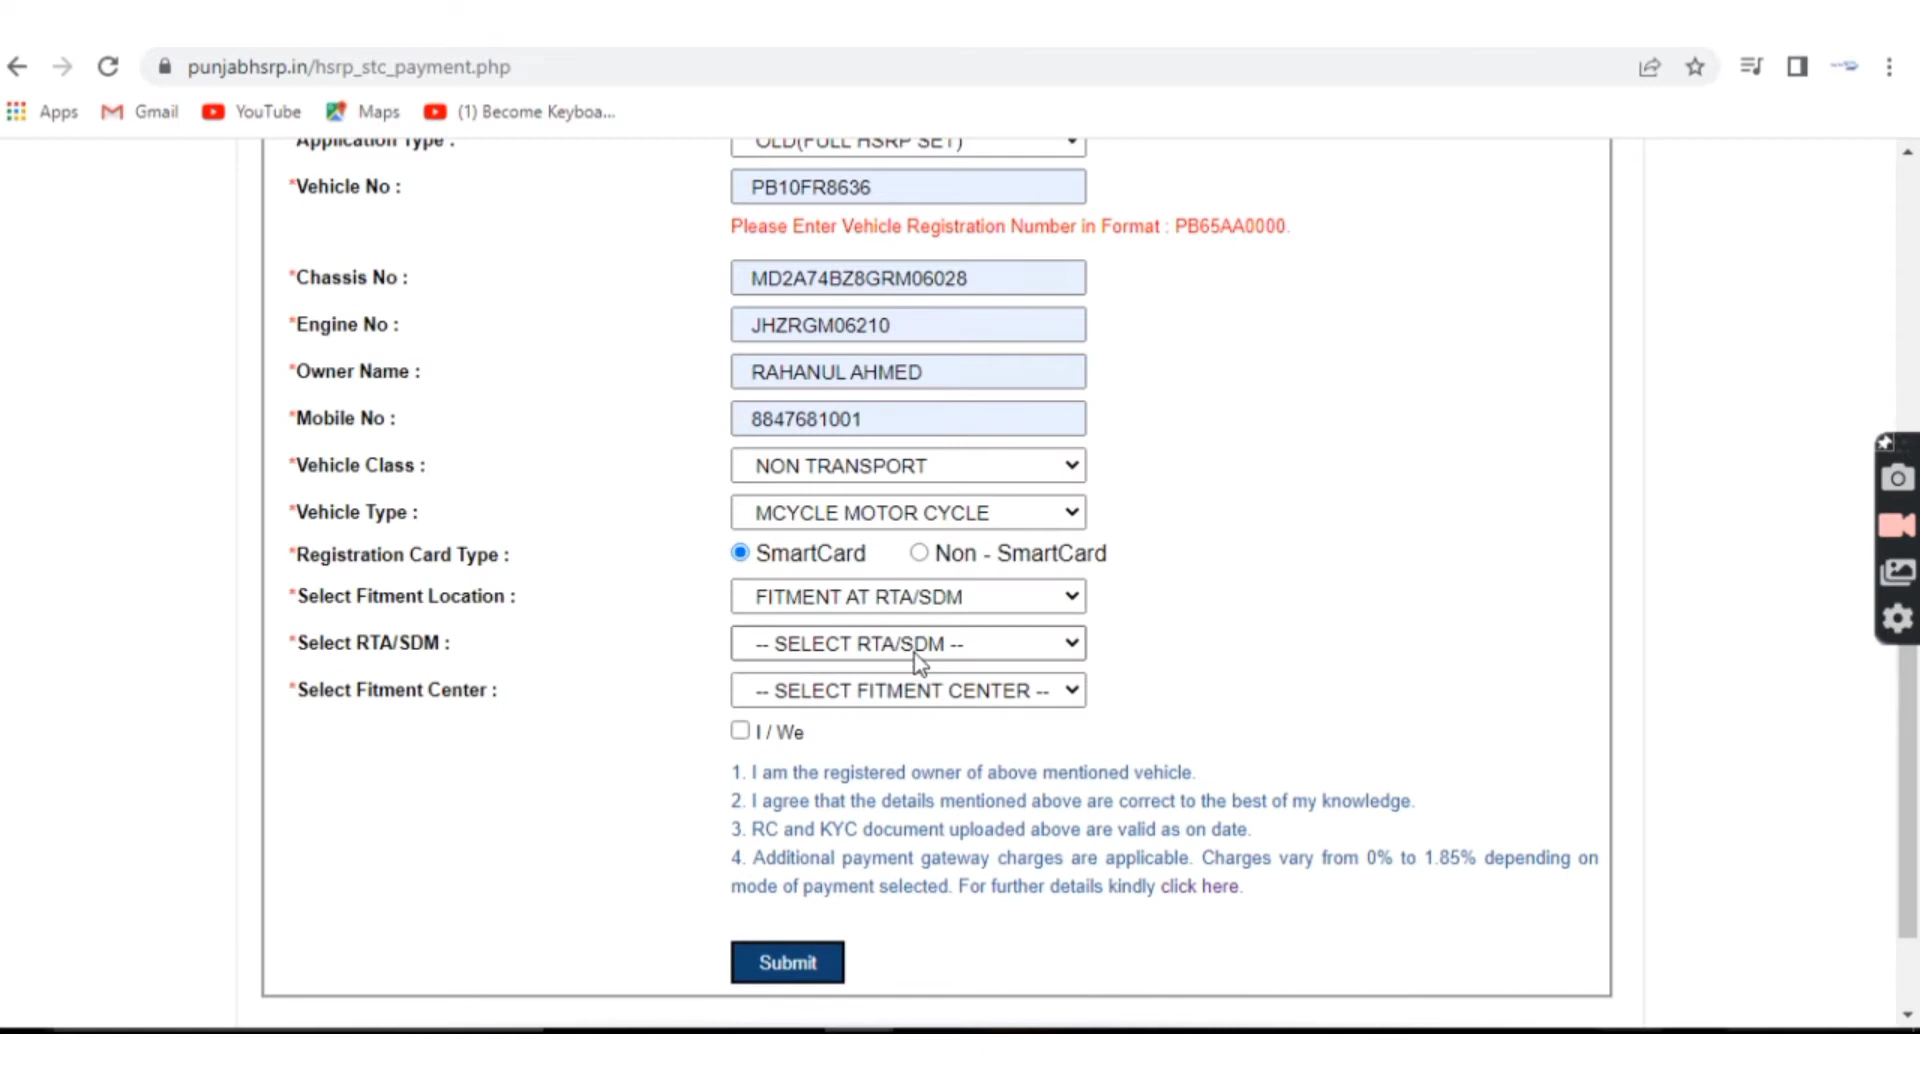 punjabhsrp.in/hsrp_stc_payment.php
Apps Gmail YouTube Maps (1) Become Keyboa...
Application Type : OLD(FULL HSRP SET)
*Vehicle No : PB10FR8636
Please Enter Vehicle Registration Number in Format : PB65AA0000.
*Chassis No : MD2A74BZ8GRM06028
*Engine No : JHZRGM06210
*Owner Name : RAHANUL AHMED
*Mobile No : 8847681001
*Vehicle Class : NON TRANSPORT
*Vehicle Type : MCYCLE MOTOR CYCLE
*Registration Card Type : SmartCard Non - SmartCard
*Select Fitment Location : FITMENT AT RTA/SDM
*Select RTA/SDM : -- SELECT RTA/SDM --
*Select Fitment Center : -- SELECT FITMENT CENTER --
I / We
1. I am the registered owner of above mentioned vehicle.
2. I agree that the details mentioned above are correct to the best of my knowledge.
3. RC and KYC document uploaded above are valid as on date.
4. Additional payment gateway charges are applicable. Charges vary from 0% to 1.85% depending on
mode of payment selected. For further details kindly click here.
Submit